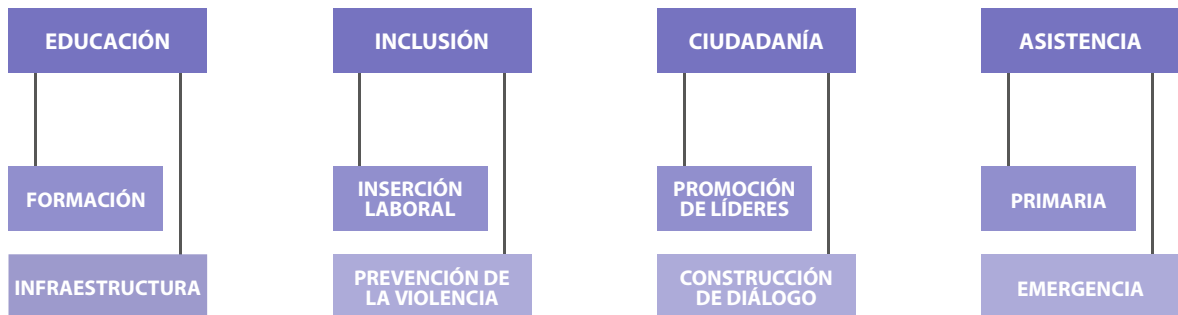 EDUCACIÓN
INCLUSIÓN
CIUDADANÍA
ASISTENCIA
FORMACIÓN
INSERCIÓN
LABORAL
PROMOCIÓN
DE LÍDERES
PRIMARIA
INFRAESTRUCTURA
PREVENCIÓN DE
LA VIOLENCIA
CONSTRUCCIÓN
DE DIÁLOGO
EMERGENCIA